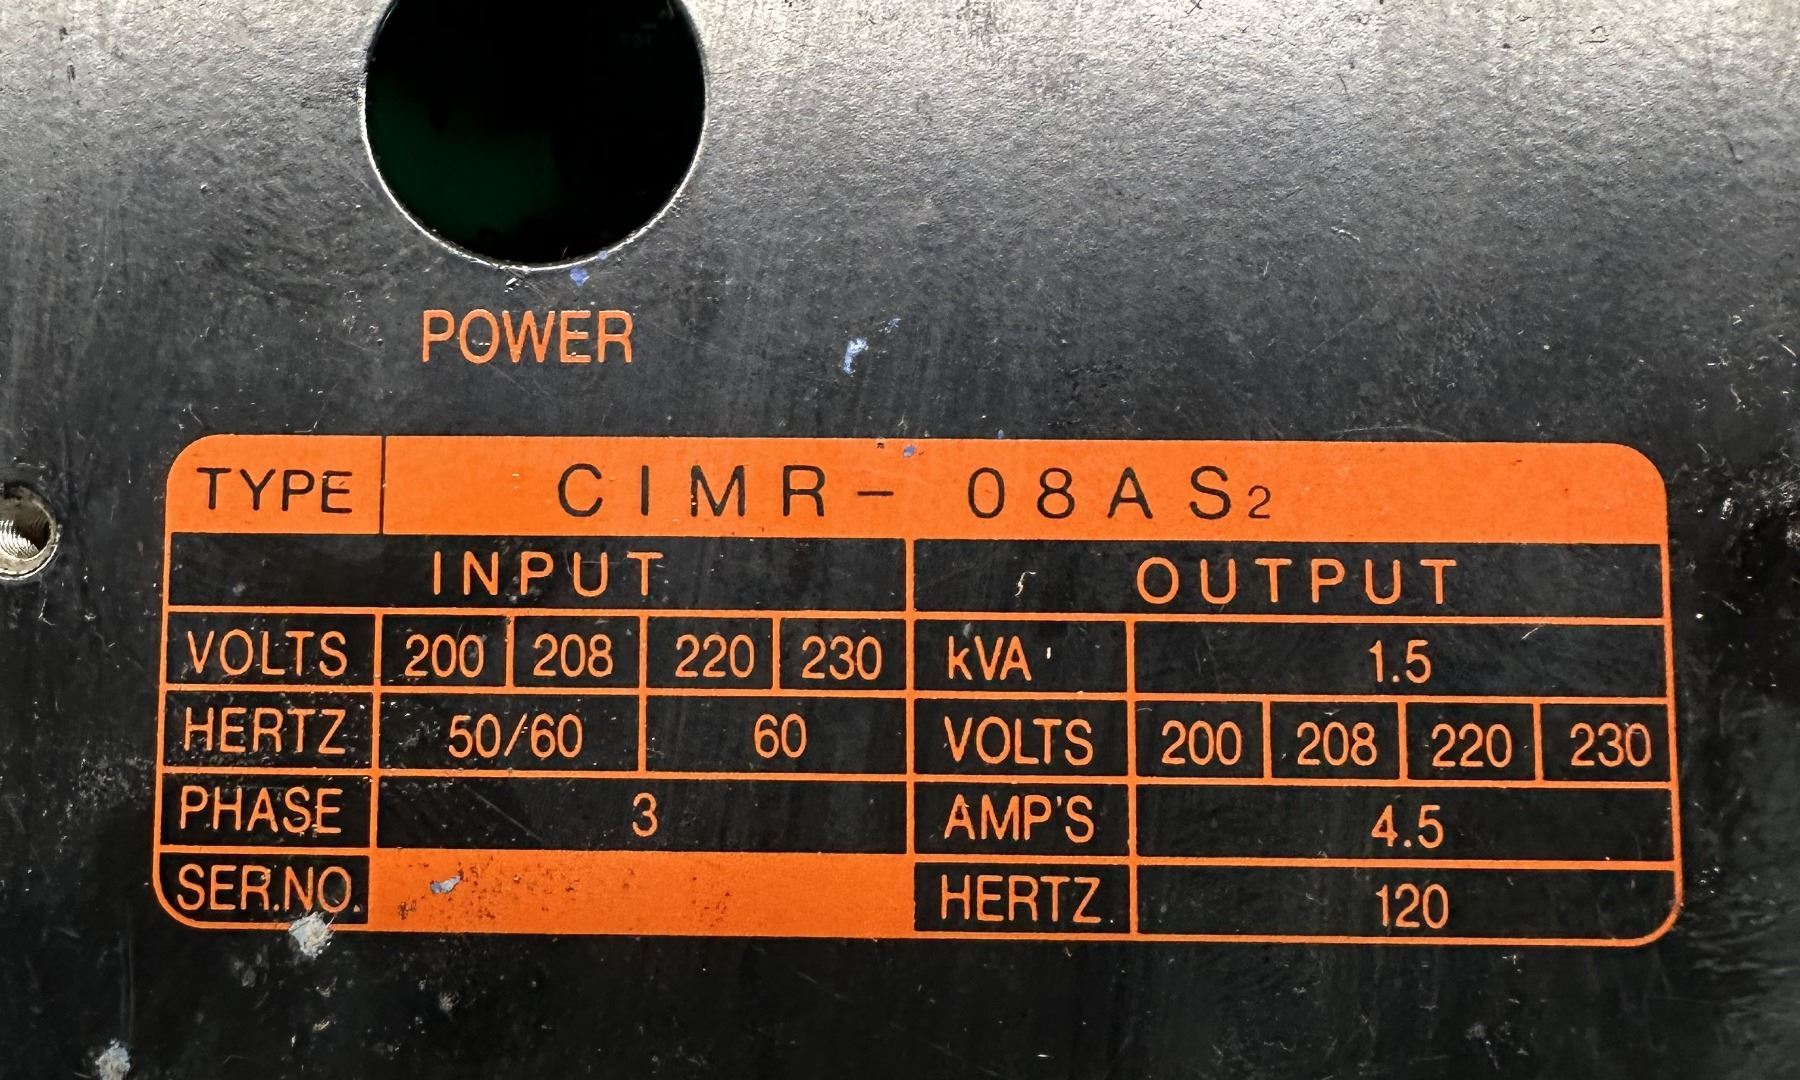 POWER
TYPE CIMR-08AS2
INPUT OUTPUT
VOLTS 200 208 220 230 kVA 1.5
HERTZ 50/60 60 VOLTS 200 208 220 230
PHASE 3 AMP'S 4.5
SER.NO. HERTZ 120